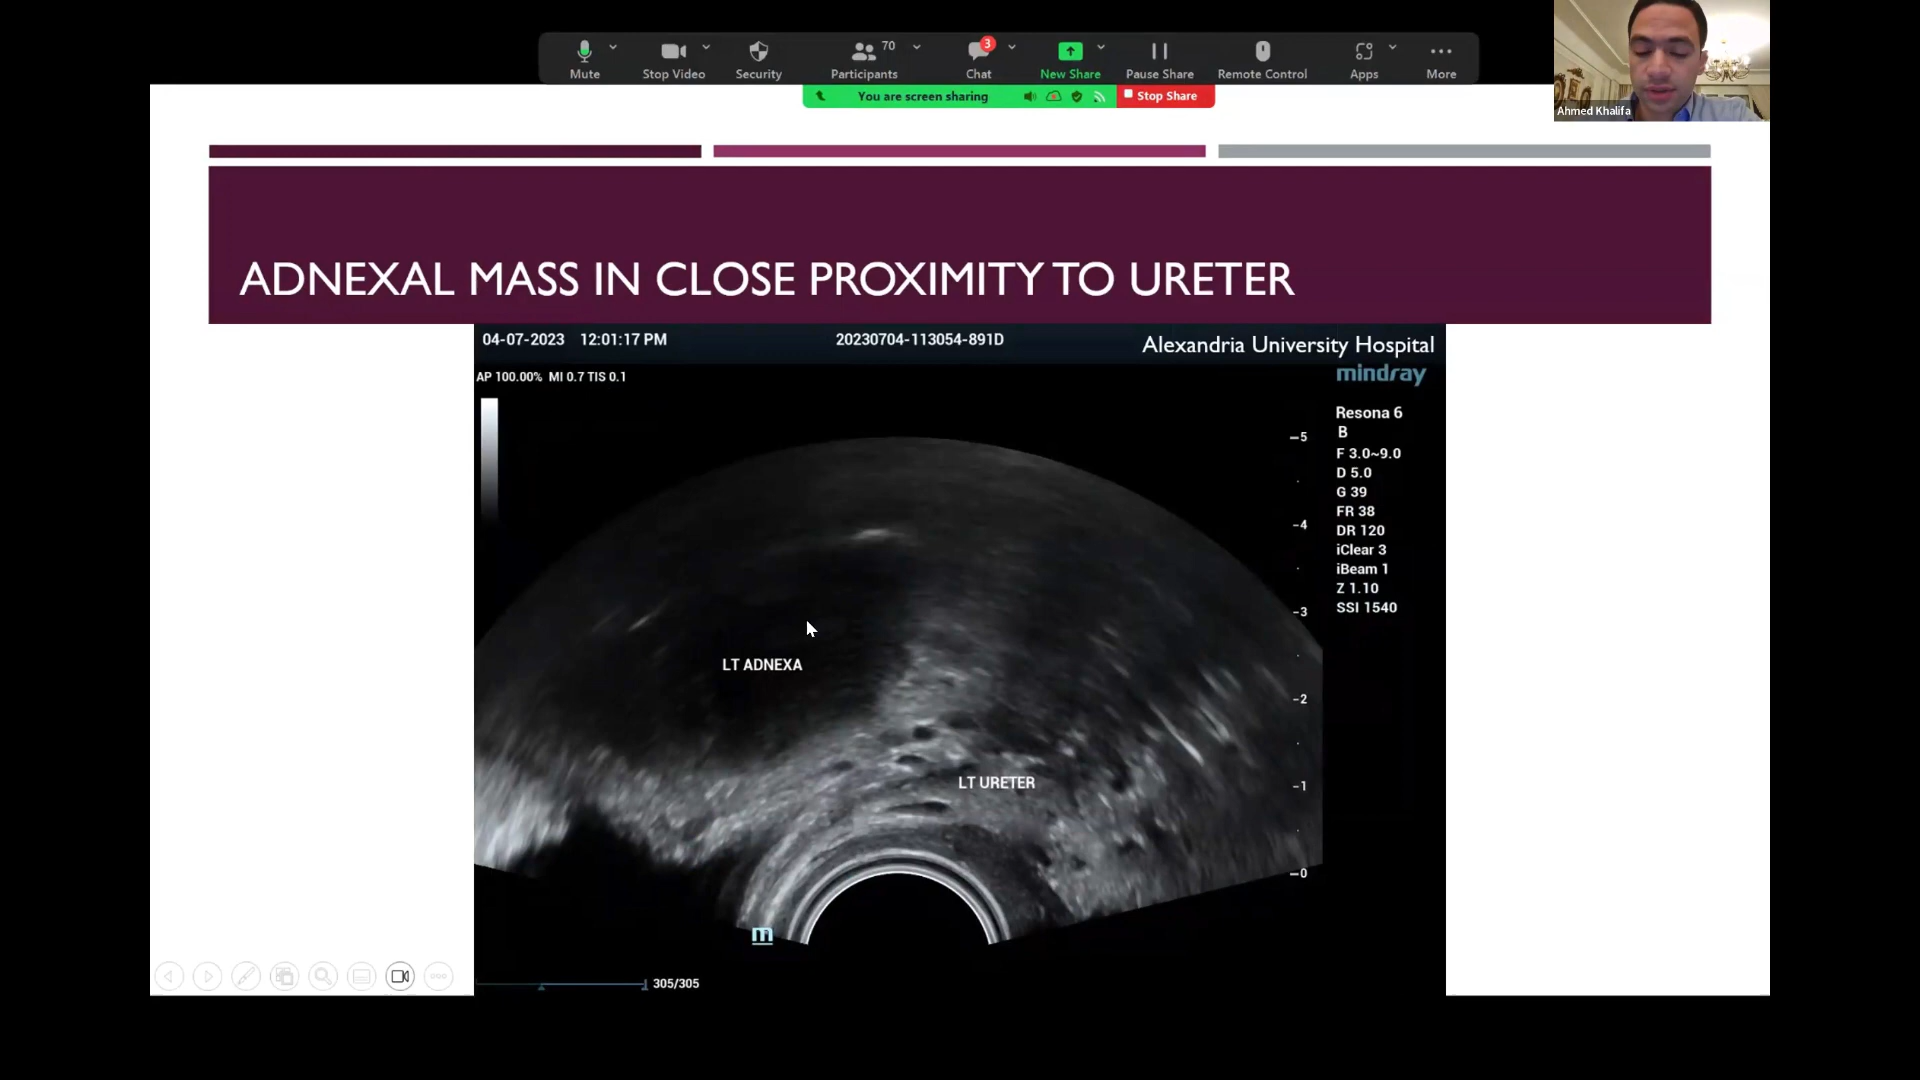 70
3
Mute
Stop Video
Security
Participants
Chat
New Share
Pause Share
Remote Control
Apps
More
You are screen sharing
Stop Share
Ahmed Khalifa
ADNEXAL MASS IN CLOSE PROXIMITY TO URETER
04-07-2023 12:01:17 PM
20230704-113054-891D
Alexandria University Hospital
mindray
AP 100.00% MI 0.7 TIS 0.1
Resona 6
B
F 3.0~9.0
D 5.0
G 39
FR 38
DR 120
iClear 3
iBeam 1
Z 1.10
SSI 1540
5
4
3
2
1
0
LT ADNEXA
LT URETER
m
305/305